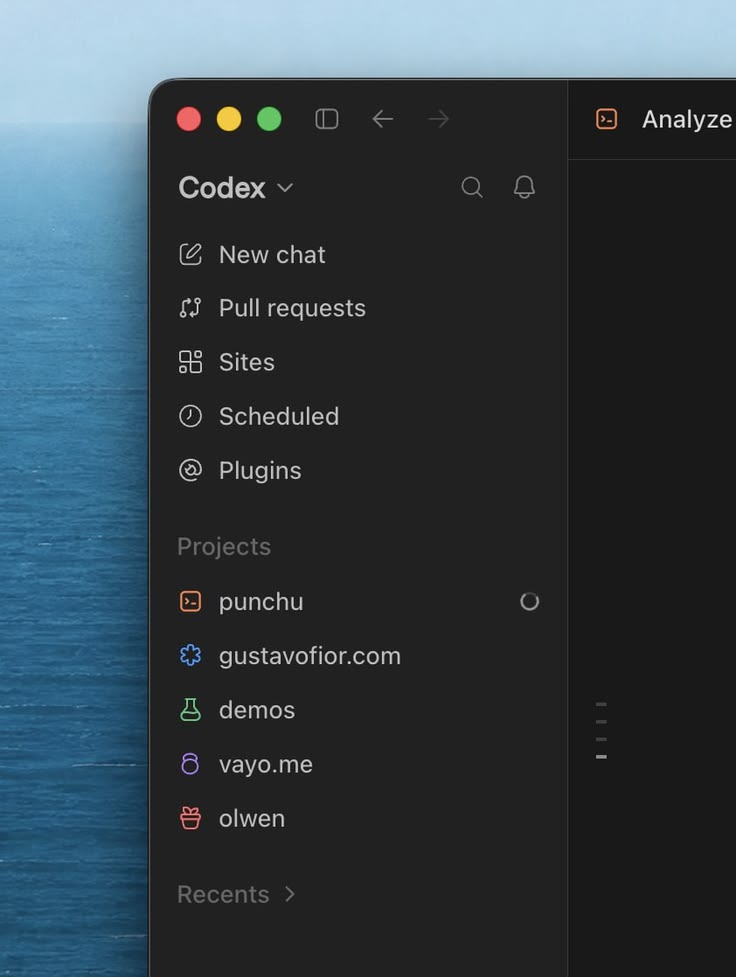 Analyze
Codex
New chat
Pull requests
Sites
Scheduled
Plugins
Projects
punchu
gustavofior.com
demos
vayo.me
olwen
Recents